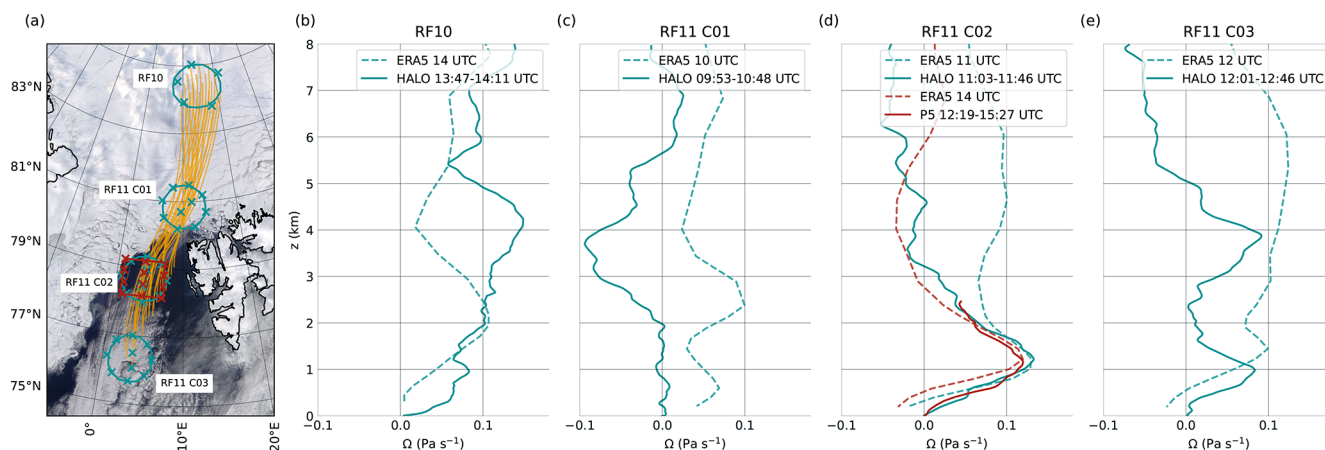 (a)
83°N
81°N
79°N
77°N
75°N
0°
10°E
20°E
RF10
RF11 C01
RF11 C02
RF11 C03
(b)
RF10
ERA5 14 UTC
HALO 13:47-14:11 UTC
z (km)
8
7
6
5
4
3
2
1
0
−0.1
0.0
0.1
Ω (Pa s⁻¹)
(c)
RF11 C01
ERA5 10 UTC
HALO 09:53-10:48 UTC
−0.1
0.0
0.1
Ω (Pa s⁻¹)
(d)
RF11 C02
ERA5 11 UTC
HALO 11:03-11:46 UTC
ERA5 14 UTC
P5 12:19-15:27 UTC
−0.1
0.0
0.1
Ω (Pa s⁻¹)
(e)
RF11 C03
ERA5 12 UTC
HALO 12:01-12:46 UTC
−0.1
0.0
0.1
Ω (Pa s⁻¹)